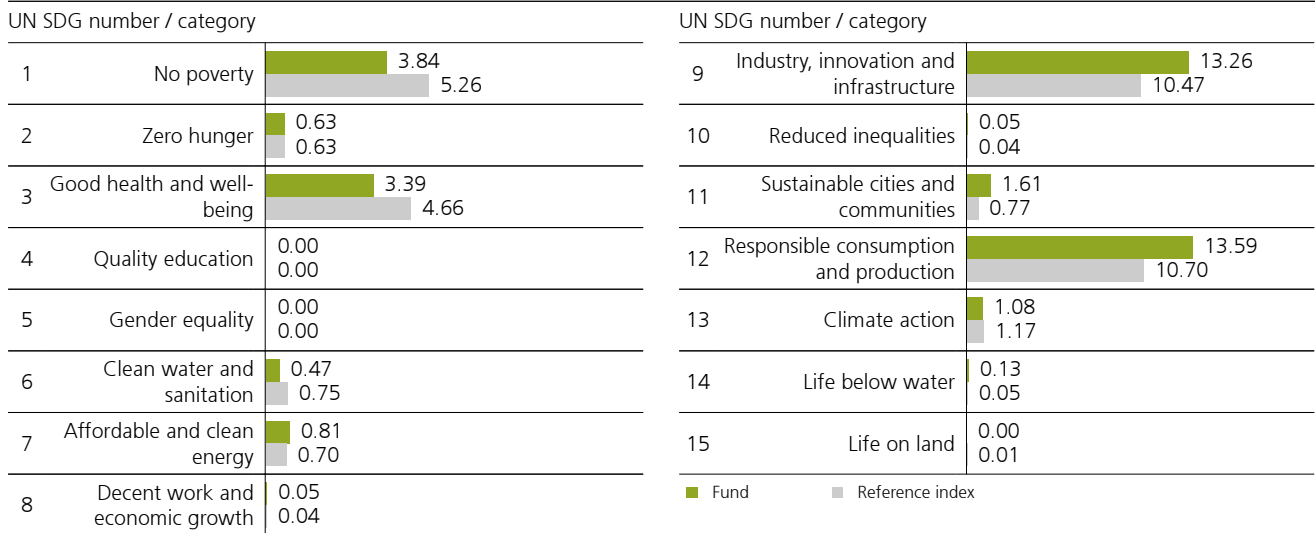 UN SDG number / category
1
No poverty
3.84
5.26
2
Zero hunger
0.63
0.63
3
Good health and well-
being
3.39
4.66
4
Quality education
0.00
0.00
5
Gender equality
0.00
0.00
6
Clean water and
sanitation
0.47
0.75
7
Affordable and clean
energy
0.81
0.70
8
Decent work and
economic growth
0.05
0.04
UN SDG number / category
9
Industry, innovation and
infrastructure
13.26
10.47
10
Reduced inequalities
0.05
0.04
11
Sustainable cities and
communities
1.61
0.77
12
Responsible consumption
and production
13.59
10.70
13
Climate action
1.08
1.17
14
Life below water
0.13
0.05
15
Life on land
0.00
0.01
Fund
Reference index